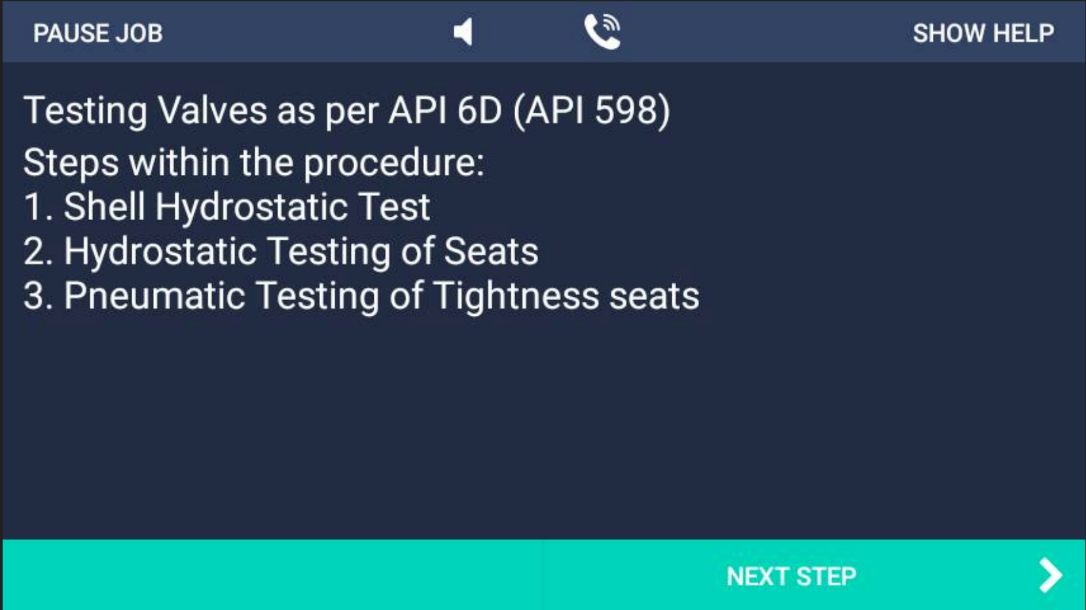 PAUSE JOB
SHOW HELP
Testing Valves as per API 6D (API 598)
Steps within the procedure:
1. Shell Hydrostatic Test
2. Hydrostatic Testing of Seats
3. Pneumatic Testing of Tightness seats
NEXT STEP